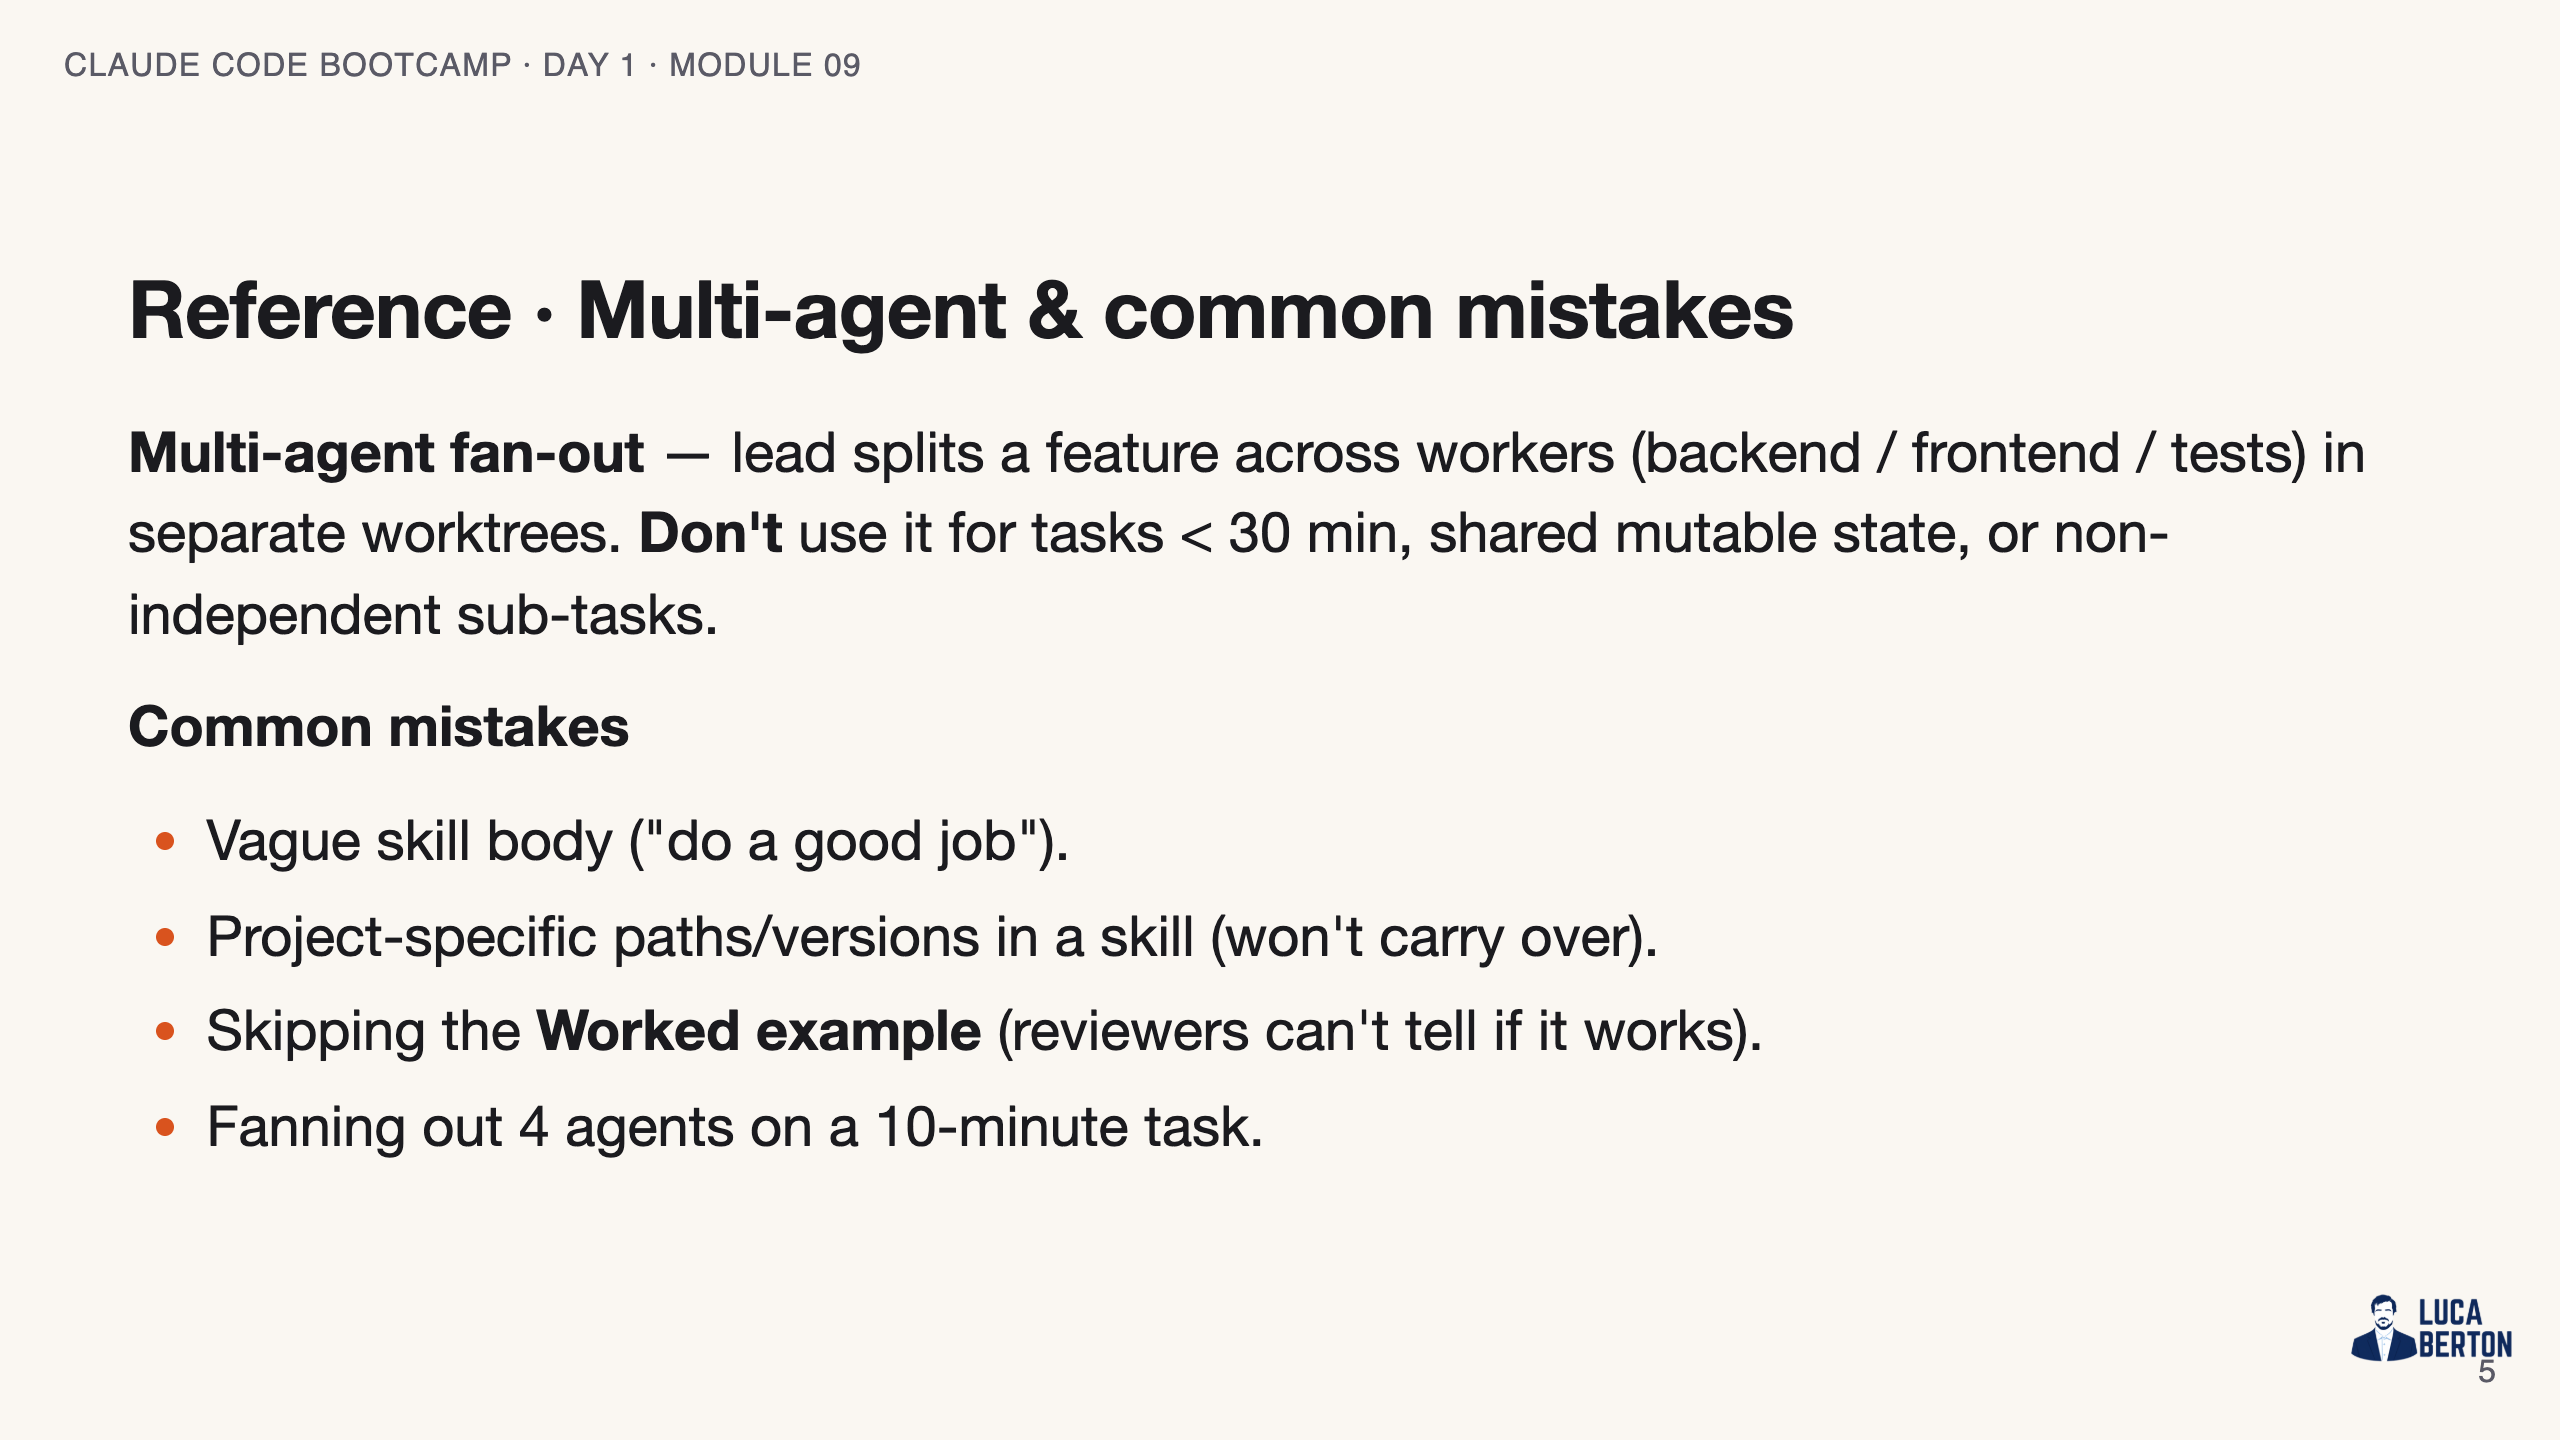 CLAUDE CODE BOOTCAMP · DAY 1 · MODULE 09
Reference · Multi-agent & common mistakes
Multi-agent fan-out — lead splits a feature across workers (backend / frontend / tests) in
separate worktrees. Don't use it for tasks < 30 min, shared mutable state, or non-
independent sub-tasks.
Common mistakes
• Vague skill body ("do a good job").
• Project-specific paths/versions in a skill (won't carry over).
• Skipping the Worked example (reviewers can't tell if it works).
• Fanning out 4 agents on a 10-minute task.
LUCA
BERTON
5